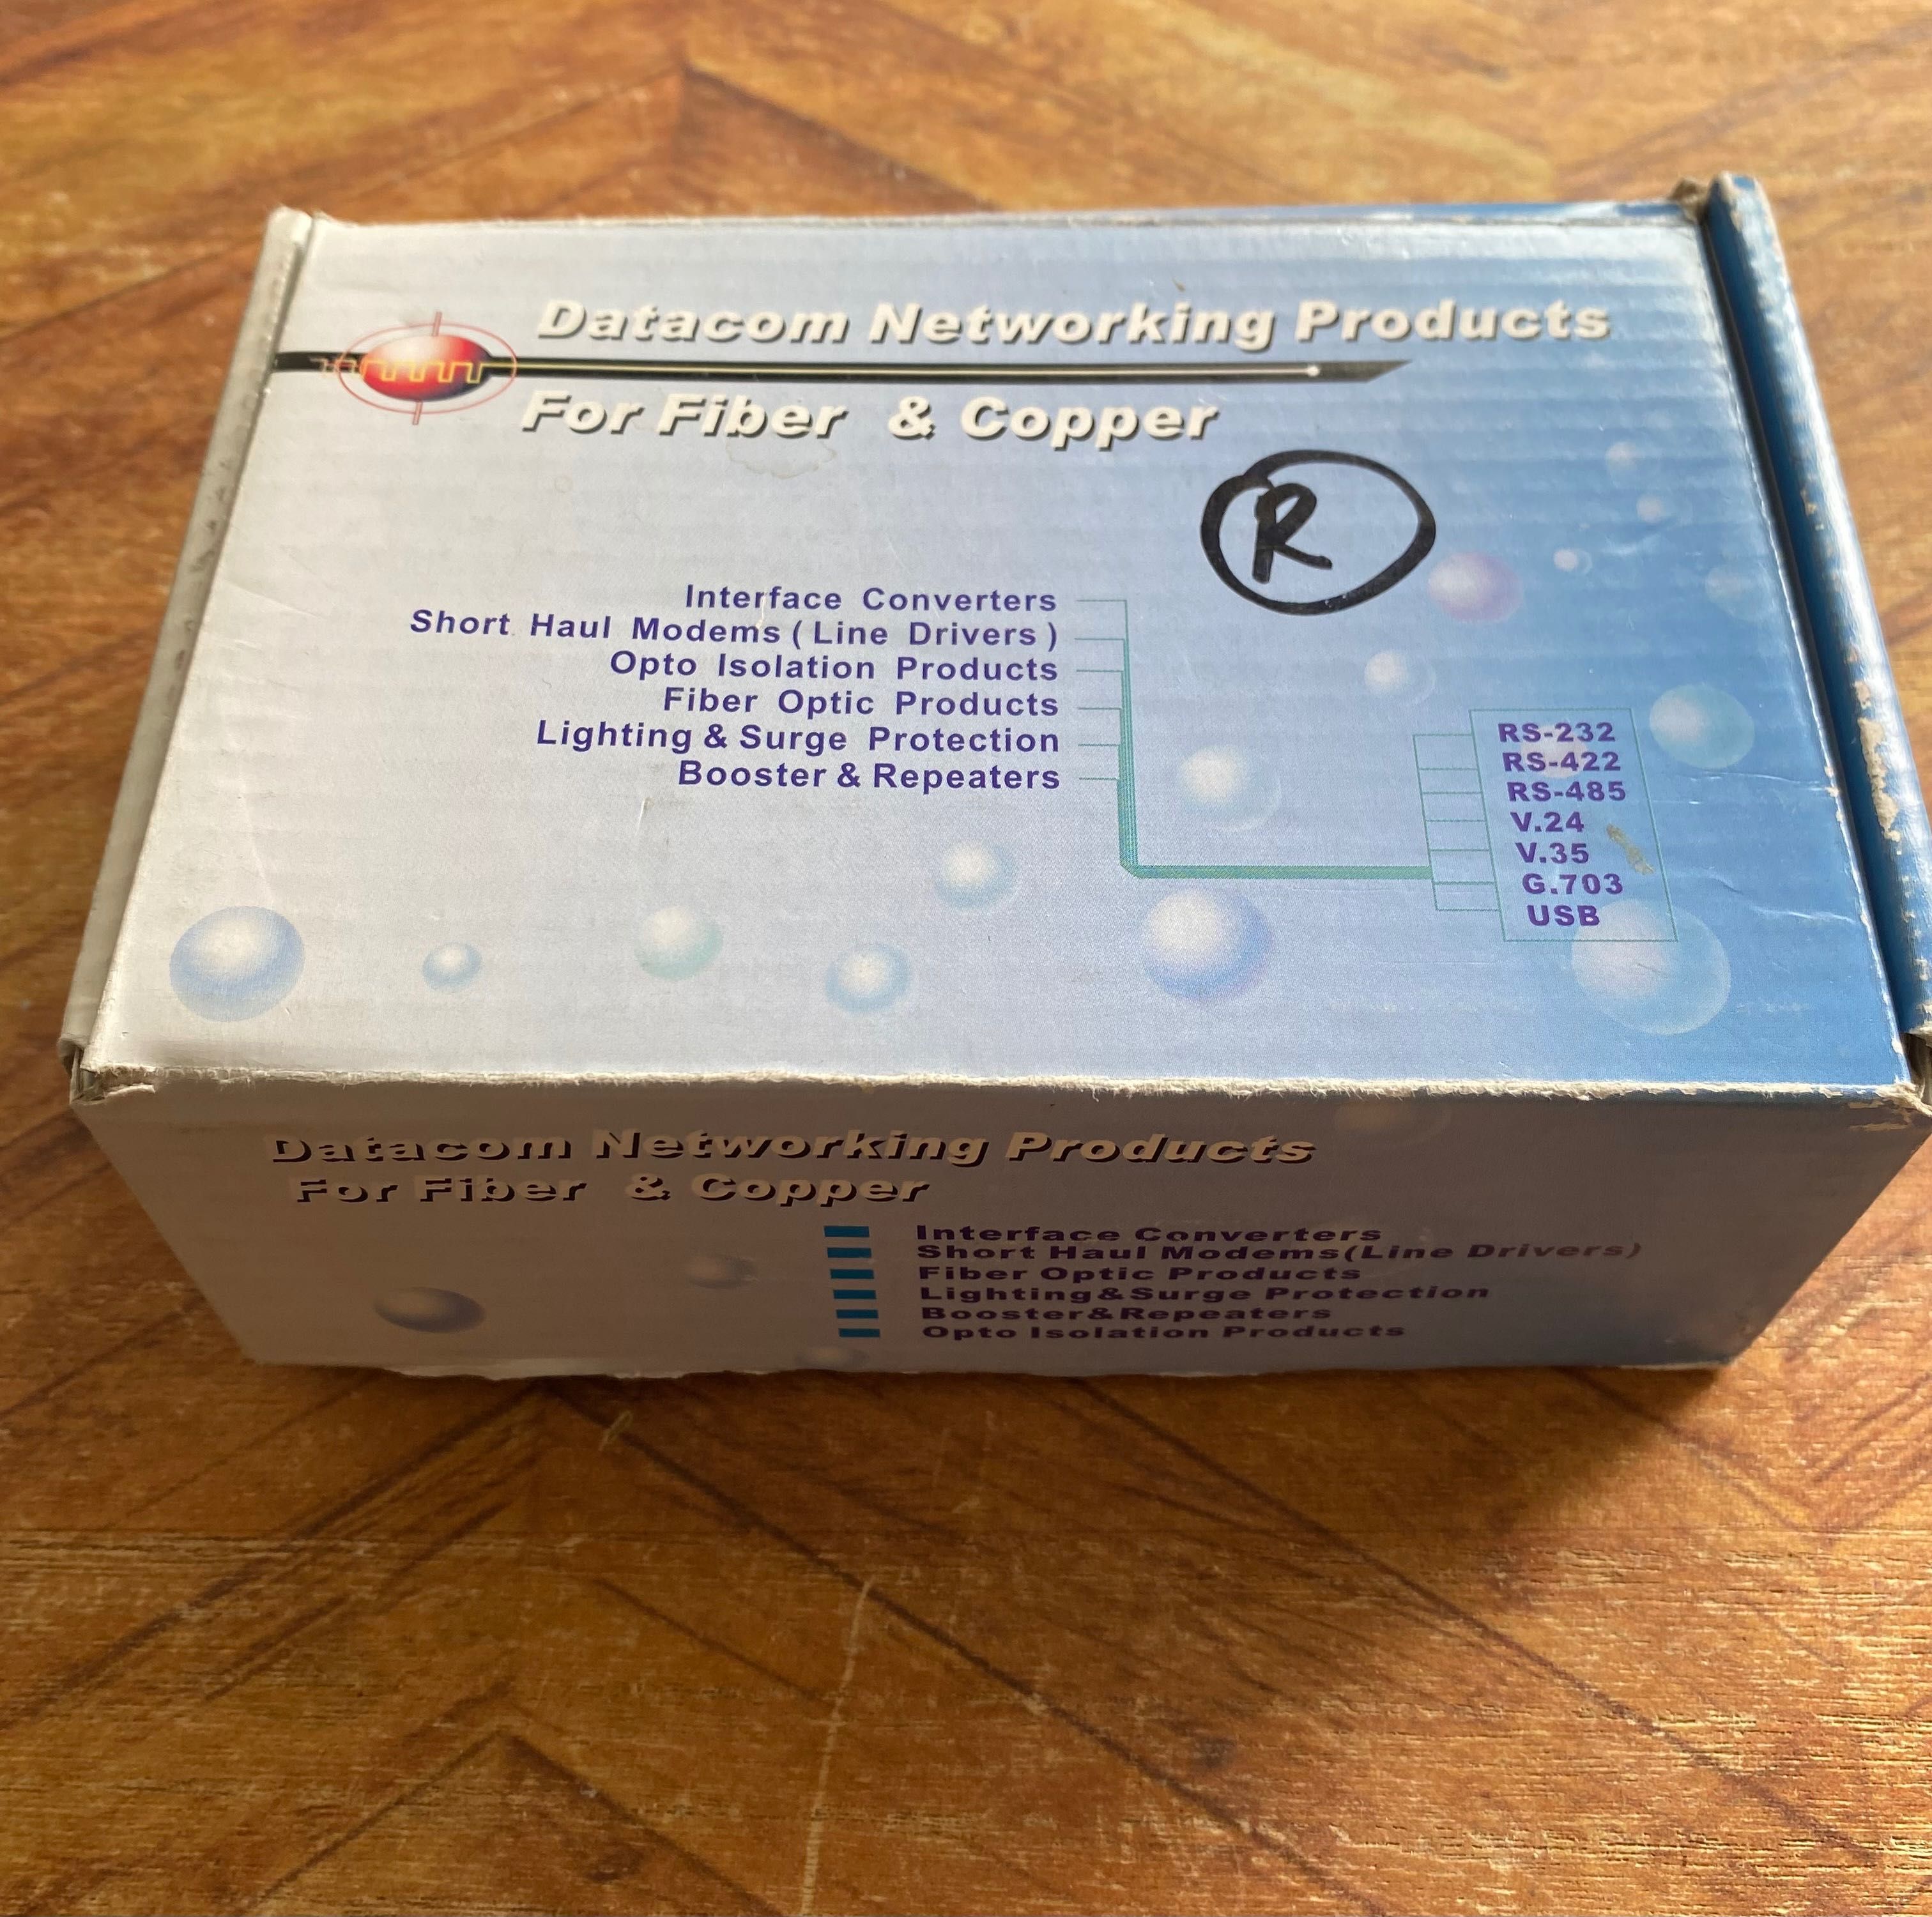 Datacom Networking Products
For Fiber & Copper
R
Interface Converters
Short Haul Modems ( Line Drivers )
Opto Isolation Products
Fiber Optic Products
Lighting & Surge Protection
Booster & Repeaters
RS-232
RS-422
RS-485
V.24
V.35
G.703
USB
Datacom Networking Products
For Fiber & Copper
Interface Converters
Short Haul Modems(Line Drivers)
Fiber Optic Products
Lighting&Surge Protection
Booster&Repeaters
Opto Isolation Products